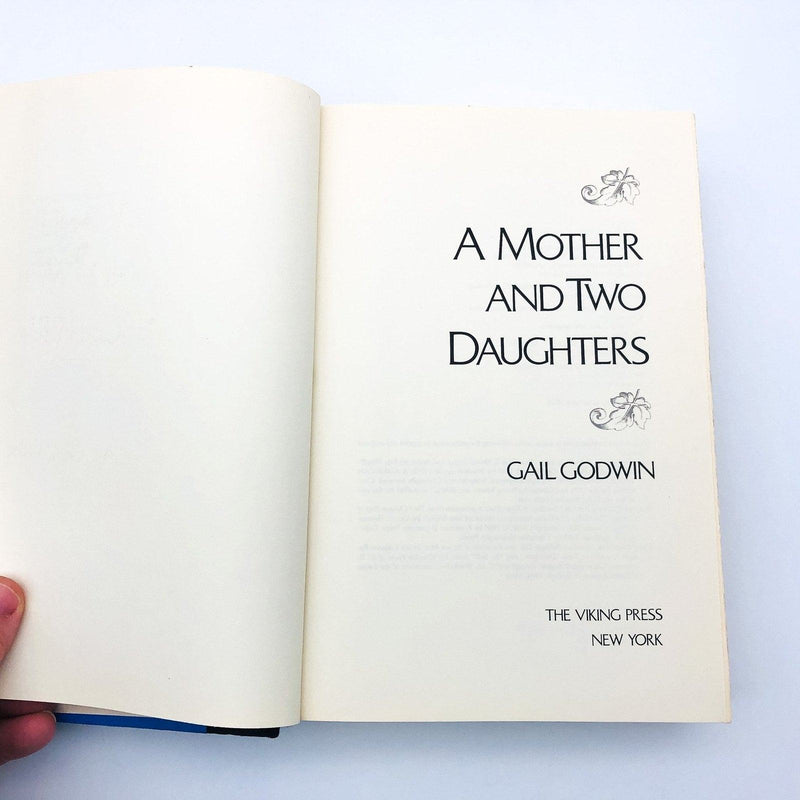 A MOTHER
AND TWO
DAUGHTERS
GAIL GODWIN
THE VIKING PRESS
NEW YORK